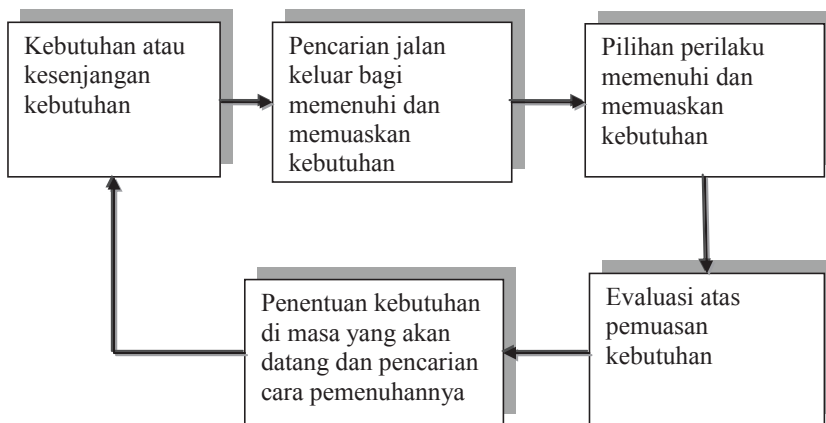 Kebutuhan atau
kesenjangan
kebutuhan
Pencarian jalan
keluar bagi
memenuhi dan
memuaskan
kebutuhan
Pilihan perilaku
memenuhi dan
memuaskan
kebutuhan
Evaluasi atas
pemuasan
kebutuhan
Penentuan kebutuhan
di masa yang akan
datang dan pencarian
cara pemenuhannya